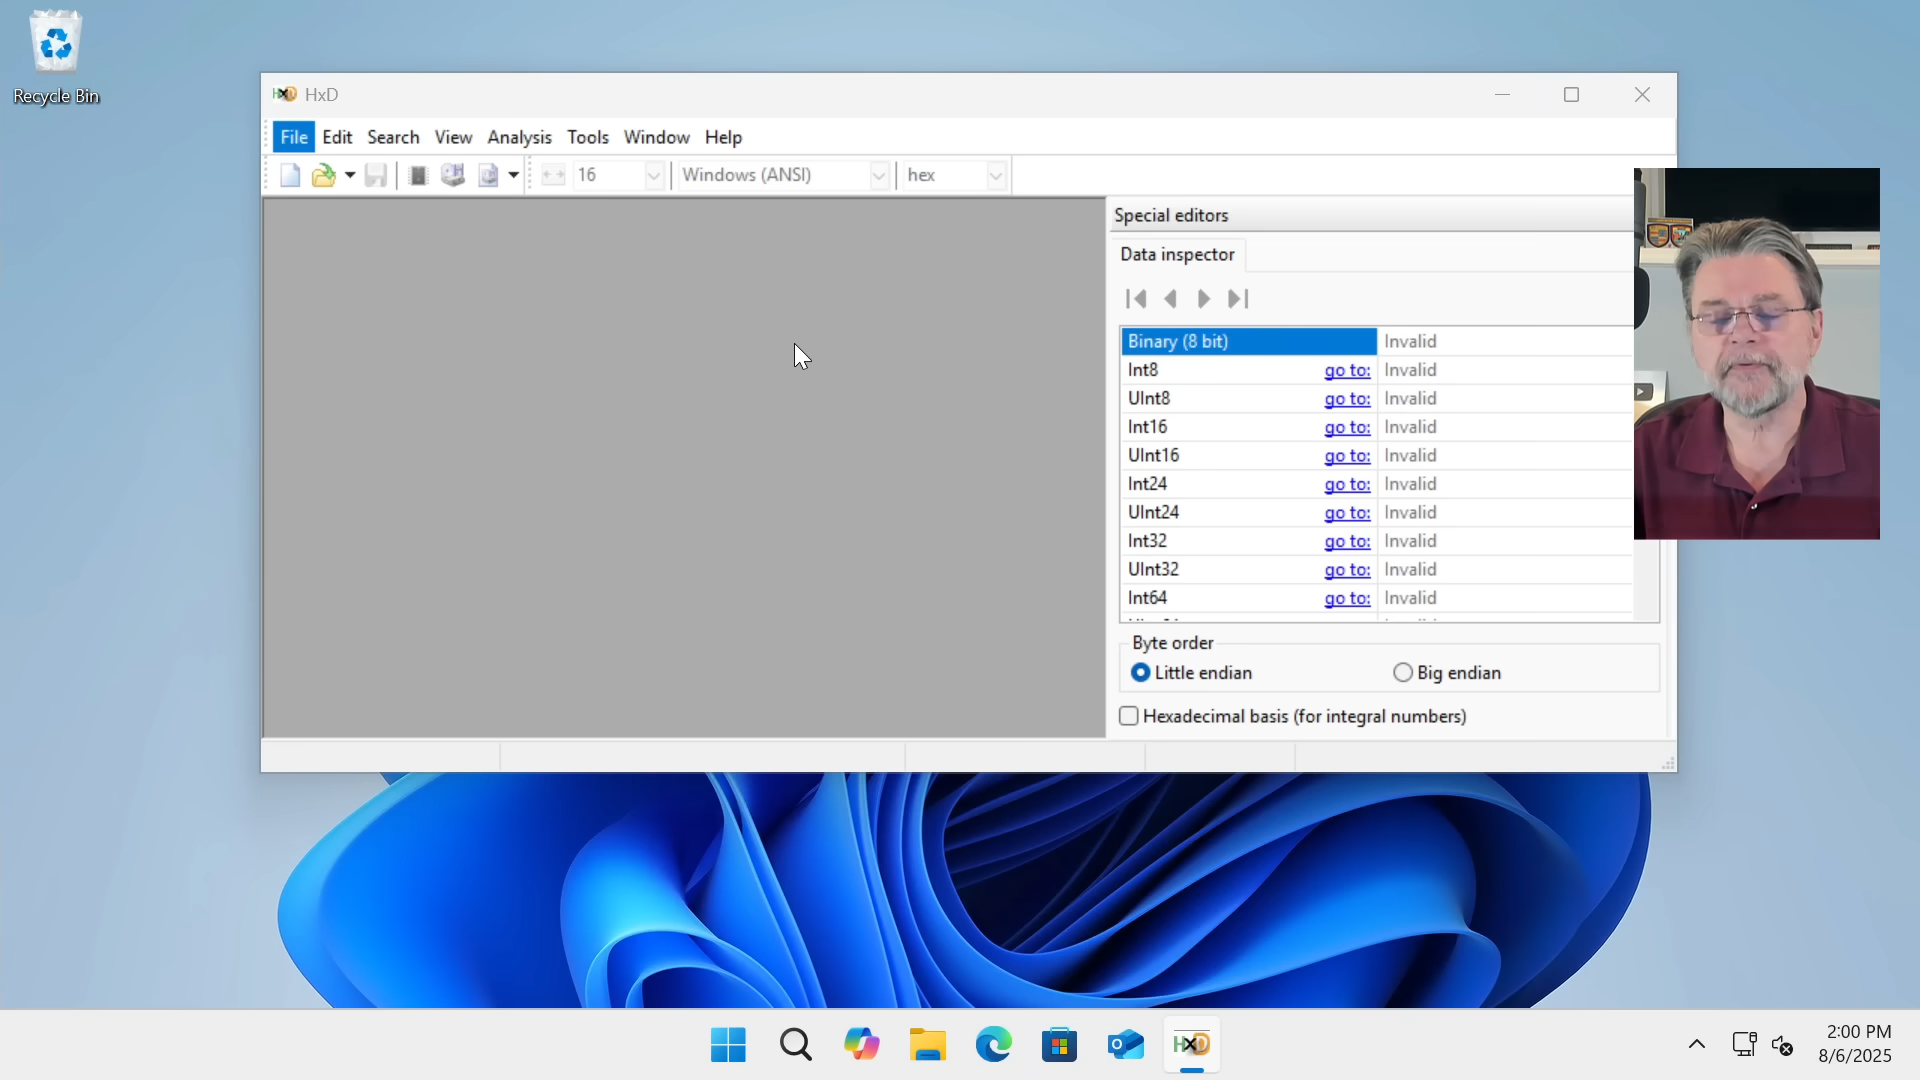 Recycle Bin
HxD
File Edit Search View Analysis Tools Window Help
16 Windows (ANSI) hex
Special editors
Data inspector
Binary (8 bit) Invalid
Int8 go to: Invalid
UInt8 go to: Invalid
Int16 go to: Invalid
UInt16 go to: Invalid
Int24 go to: Invalid
UInt24 go to: Invalid
Int32 go to: Invalid
UInt32 go to: Invalid
Int64 go to: Invalid
Byte order
Little endian Big endian
Hexadecimal basis (for integral numbers)
HxD
2:00 PM
8/6/2025